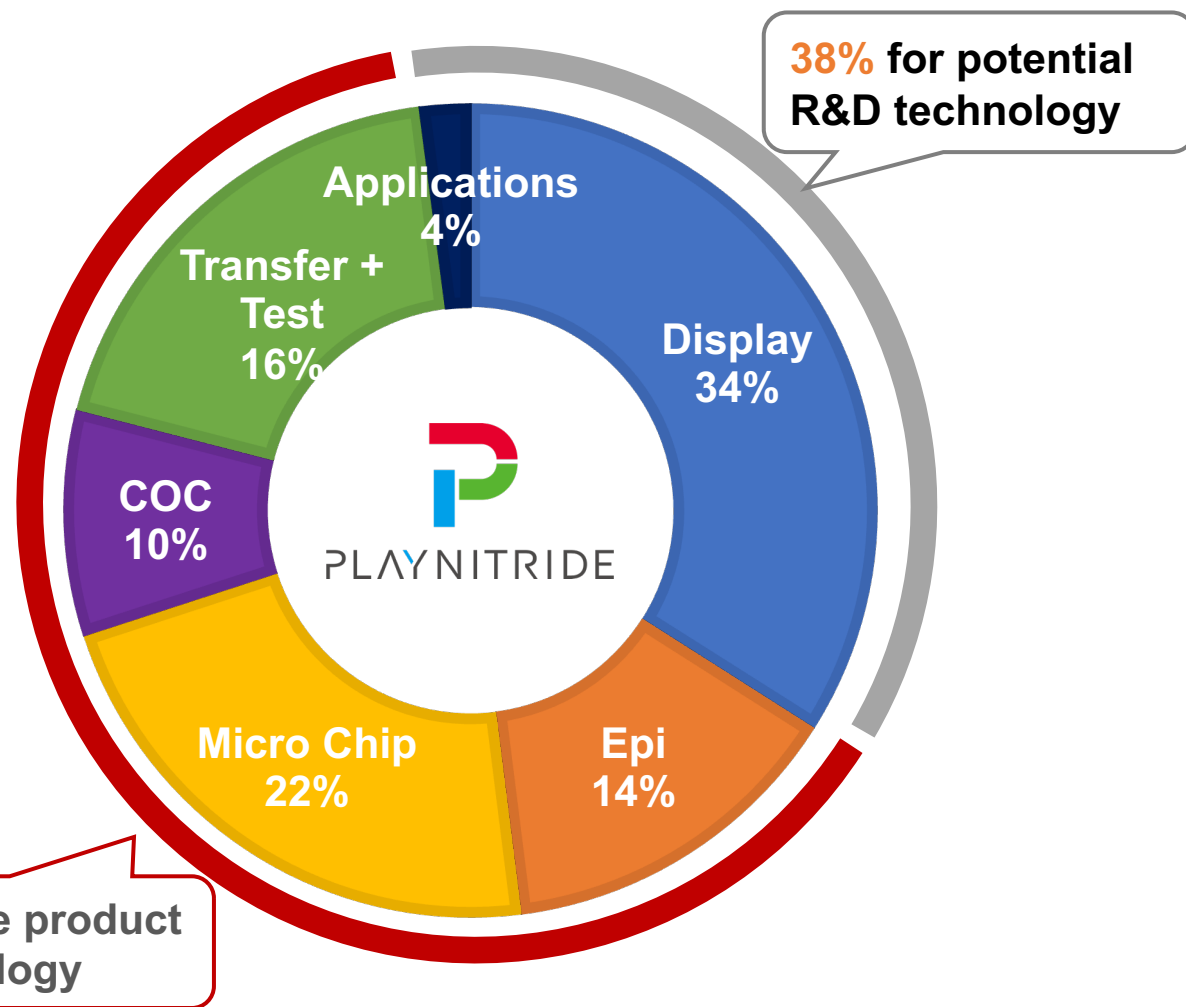 38% for potential
R&D technology
Applications
4%
Transfer +
Test
16%
Display
34%
COC
10%
PLAYNITRIDE
Micro Chip
22%
Epi
14%
product